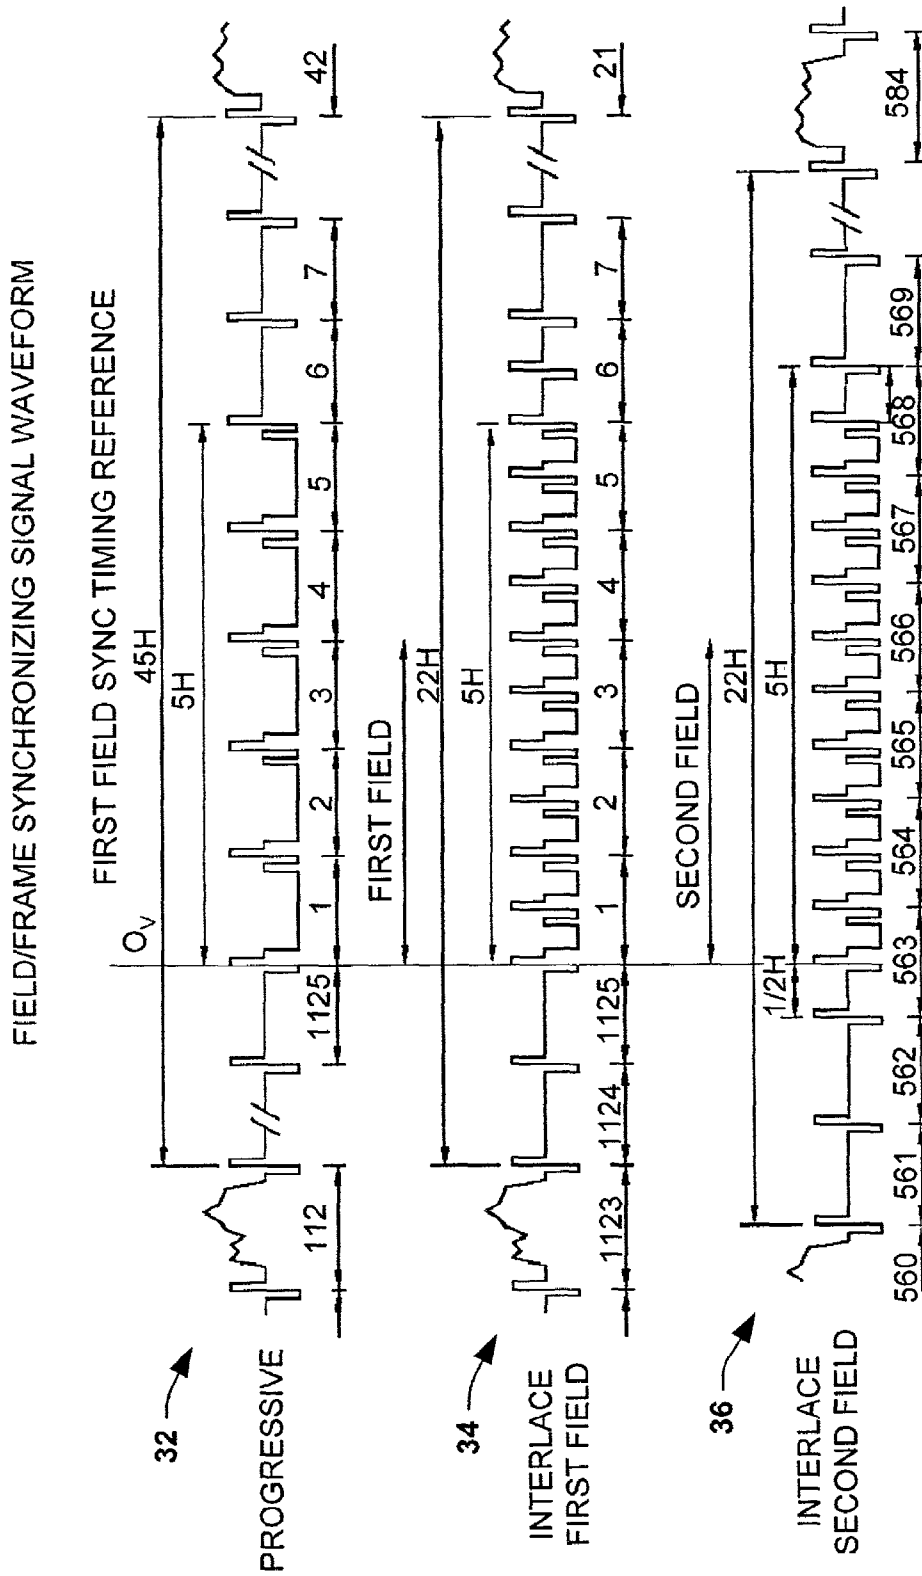 FIELD/FRAME SYNCHRONIZING SIGNAL WAVEFORM
FIRST FIELD SYNC TIMING REFERENCE
32
PROGRESSIVE
O_V
45H
5H
112
1125
1
2
3
4
5
6
7
42
34
INTERLACE
FIRST FIELD
FIRST FIELD
22H
5H
1123
1124
1125
1
2
3
4
5
6
7
21
36
INTERLACE
SECOND FIELD
SECOND FIELD
22H
5H
1/2H
560
561
562
563
564
565
566
567
568
569
584